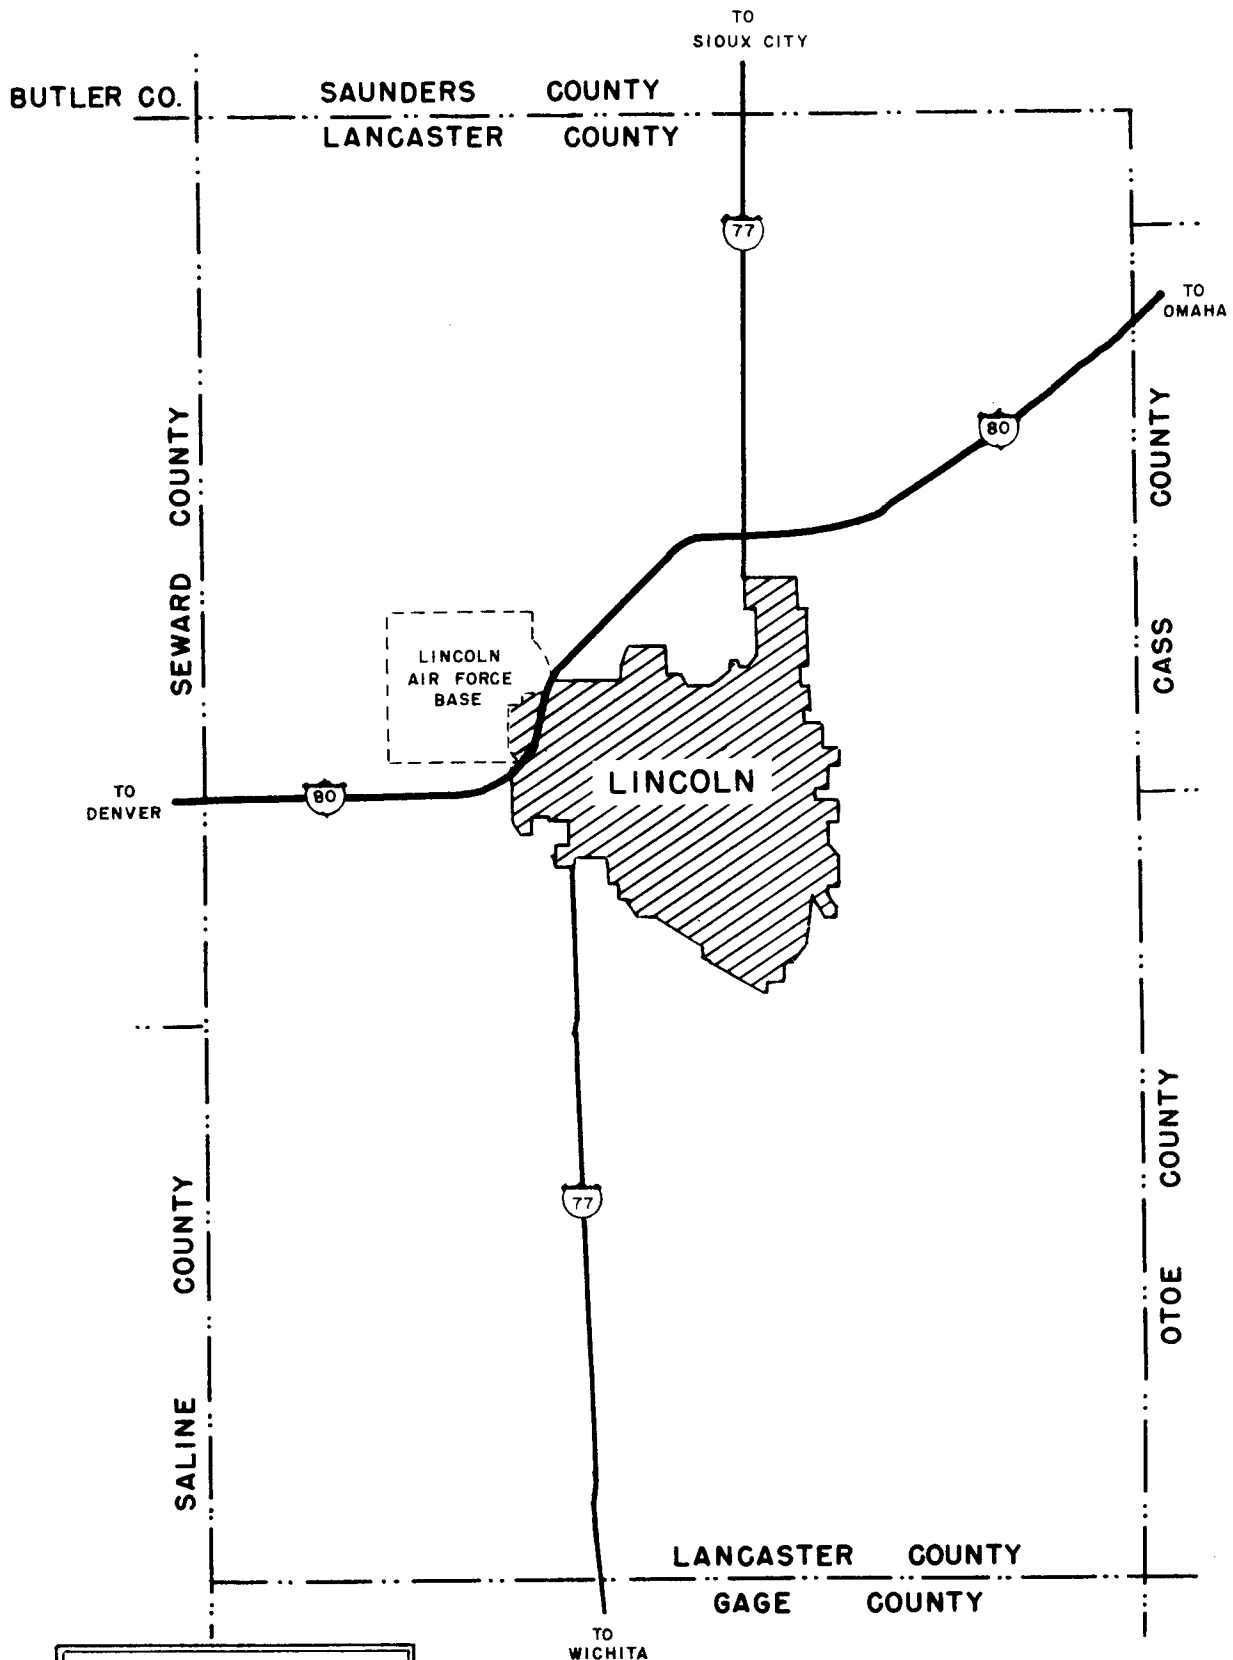 TO
SIOUX CITY
BUTLER CO.
SAUNDERS COUNTY
LANCASTER COUNTY
77
TO
OMAHA
80
SEWARD COUNTY
CASS COUNTY
LINCOLN
AIR FORCE
BASE
LINCOLN
TO
DENVER
80
77
SALINE COUNTY
OTOE COUNTY
LANCASTER COUNTY
GAGE COUNTY
TO
WICHITA